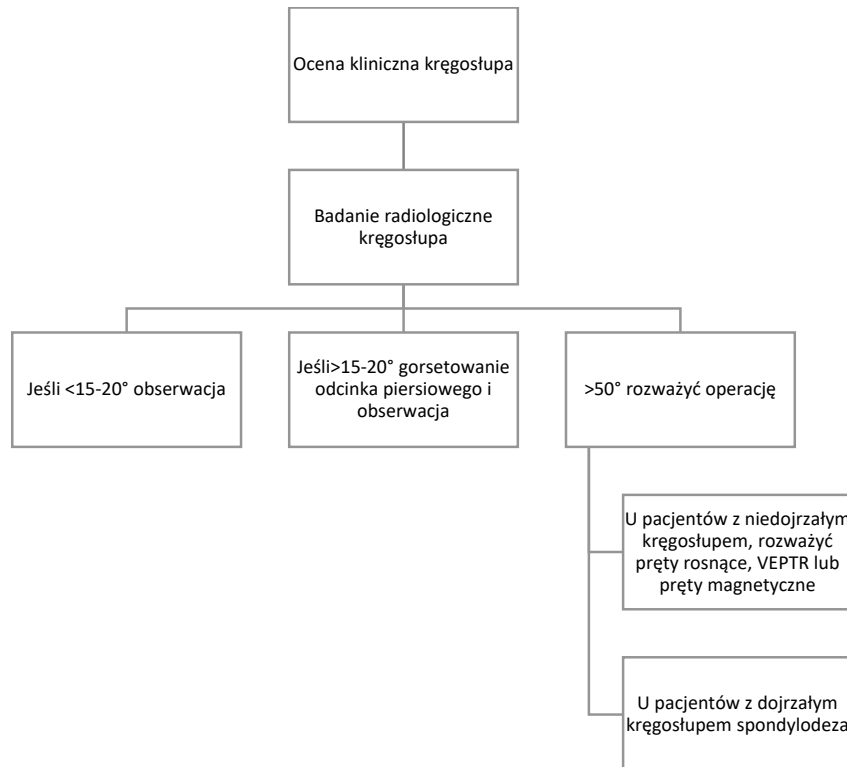 Ocena kliniczna kręgosłupa
Badanie radiologiczne
kręgosłupa
Jeśli <15-20° obserwacja
Jeśli>15-20° gorsetowanie
odcinka piersiowego i
obserwacja
>50° rozważyć operację
U pacjentów z niedojrzałym
kręgosłupem, rozważyć
pręty rosnące, VEPTR lub
pręty magnetyczne
U pacjentów z dojrzałym
kręgosłupem spondylodeza